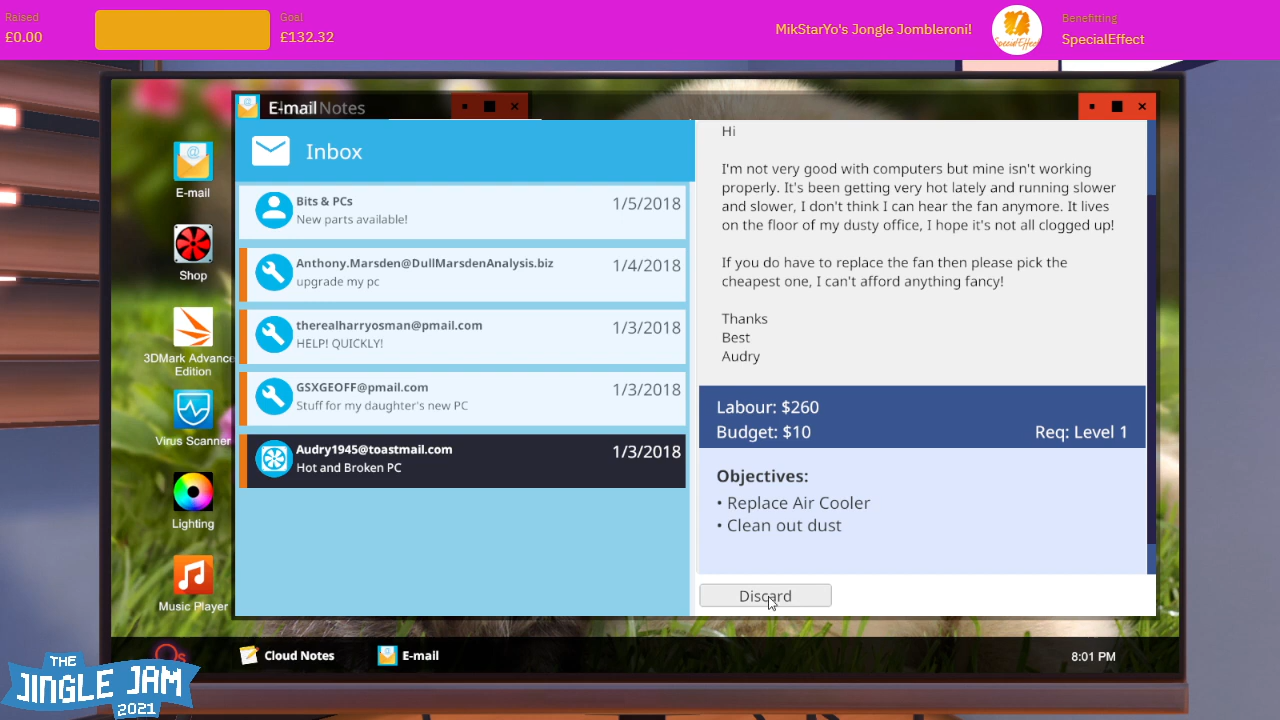 Raised
£0.00
Goal
£132.32
MikStarYo's Jongle Jombleroni!
SpecialEffect
Benefitting
SpecialEffect
E-mail
Notes
Inbox
Bits & PCs
New parts available!
1/5/2018
Anthony.Marsden@DullMarsdenAnalysis.biz
upgrade my pc
1/4/2018
therealharryosman@pmail.com
HELP! QUICKLY!
1/3/2018
GSXGEOFF@pmail.com
Stuff for my daughter's new PC
1/3/2018
Audry1945@toastmail.com
Hot and Broken PC
1/3/2018
Hi
I'm not very good with computers but mine isn't working
properly. It's been getting very hot lately and running slower
and slower, I don't think I can hear the fan anymore. It lives
on the floor of my dusty office, I hope it's not all clogged up!
If you do have to replace the fan then please pick the
cheapest one, I can't afford anything fancy!
Thanks
Best
Audry
Labour: $260
Budget: $10
Req: Level 1
Objectives:
• Replace Air Cooler
• Clean out dust
Discard
E-mail
Shop
3DMark Advance
Edition
Virus Scanner
Lighting
Music Player
Cloud Notes
E-mail
8:01 PM
THE
JINGLE JAM
2021